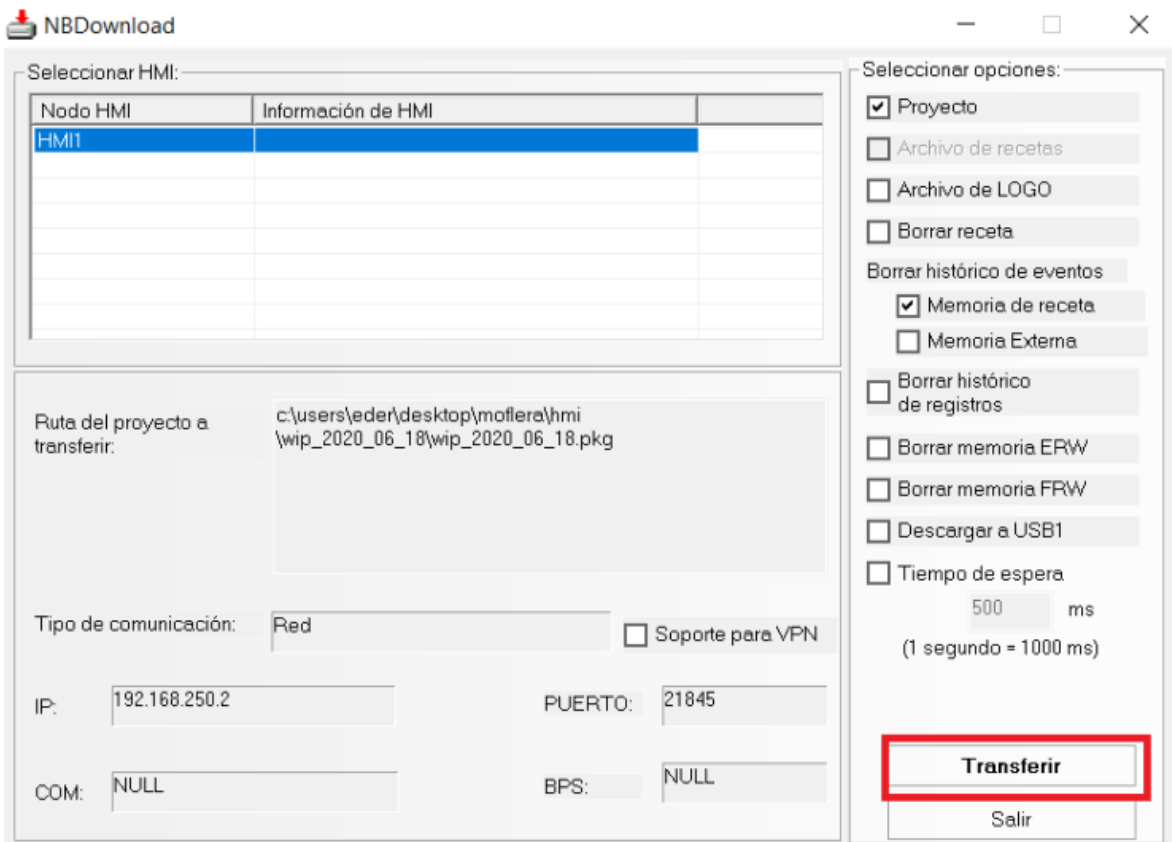 NBDownload
Seleccionar HMI:
Nodo HMI
Información de HMI
HMI1
Ruta del proyecto a
transferir:
c:\users\eder\desktop\moflera\hmi
\wip_2020_06_18\wip_2020_06_18.pkg
Tipo de comunicación:
Red
Soporte para VPN
IP:
192.168.250.2
PUERTO:
21845
COM:
NULL
BPS:
NULL
Seleccionar opciones:
Proyecto
Archivo de recetas
Archivo de LOGO
Borrar receta
Borrar histórico de eventos
Memoria de receta
Memoria Externa
Borrar histórico
de registros
Borrar memoria ERW
Borrar memoria FRW
Descargar a USB1
Tiempo de espera
500 ms
(1 segundo = 1000 ms)
Transferir
Salir